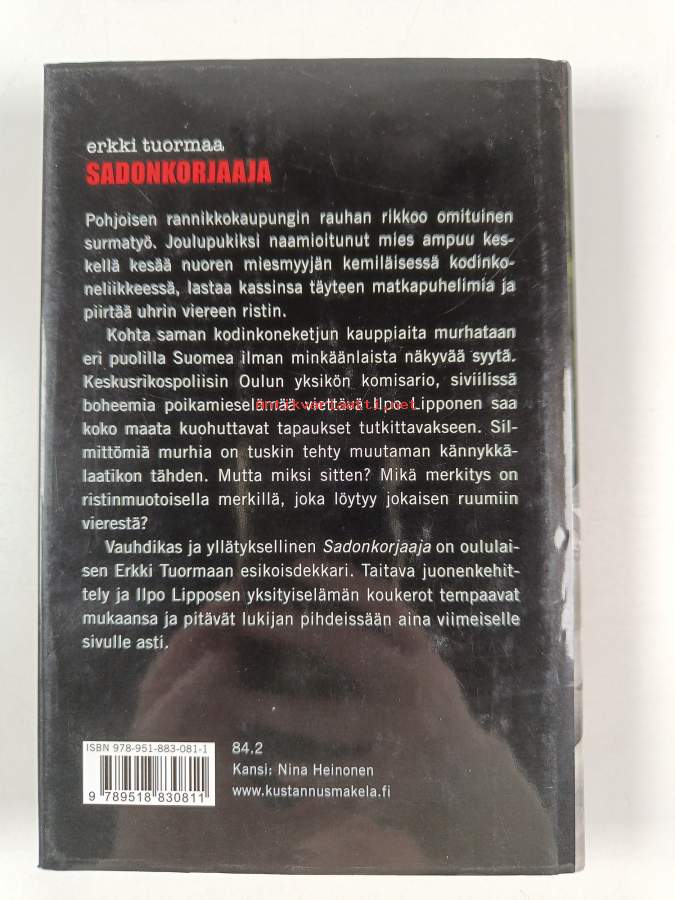 erkki tuormaa
SADONKORJAAJA
Pohjoisen rannikkokaupungin rauhan rikkoo omituinen
surmatyö. Joulupukiksi naamioitunut mies ampuu kes-
kellä kesää nuoren miesmyyjän kemiläisessä kodinko-
neliikkeessä, lastaa kassinsa täyteen matkapuhelimia ja
piirtää uhrin viereen ristin.
Kohta saman kodinkoneketjun kauppiaita murhataan
eri puolilla Suomea ilman minkäänlaista näkyvää syytä.
Keskusrikospoliisin Oulun yksikön komisario, siviilissä
boheemia poikamieselämää viettävä Ilpo Lipponen saa
antikvariaatti.net
koko maata kuohuttavat tapaukset tutkittavakseen. Sil-
mittömiä murhia on tuskin tehty muutaman kännykkä-
laatikon tähden. Mutta miksi sitten? Mikä merkitys on
ristinmuotoisella merkillä, joka löytyy jokaisen ruumiin
vierestä?
Vauhdikas ja yllätyksellinen Sadonkorjaaja on oululai-
sen Erkki Tuormaan esikoisdekkari. Taitava juonenkehit-
tely ja Ilpo Lipposen yksityiselämän koukerot tempaavat
mukaansa ja pitävät lukijan pihdeissään aina viimeiselle
sivulle asti.
ISBN 978-951-883-081-1
9 789518 830811
84.2
Kansi: Nina Heinonen
www.kustannusmakela.fi